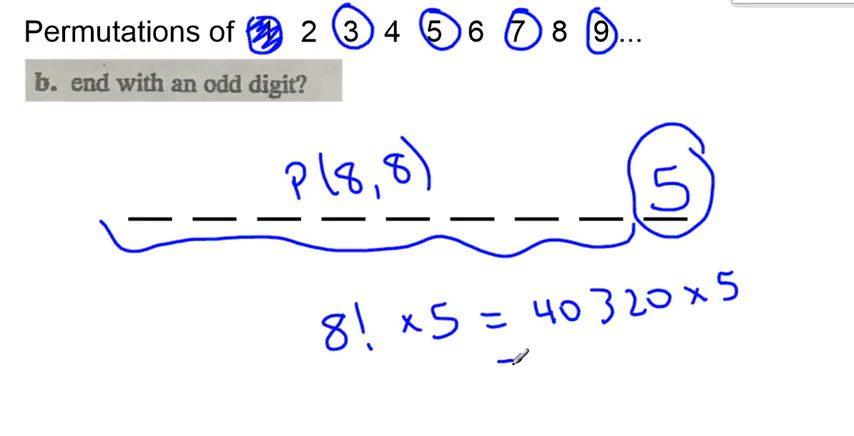 Permutations of 1 2 3 4 5 6 7 8 9...
b. end with an odd digit?
P(8,8)
5
8! × 5 = 40320 × 5